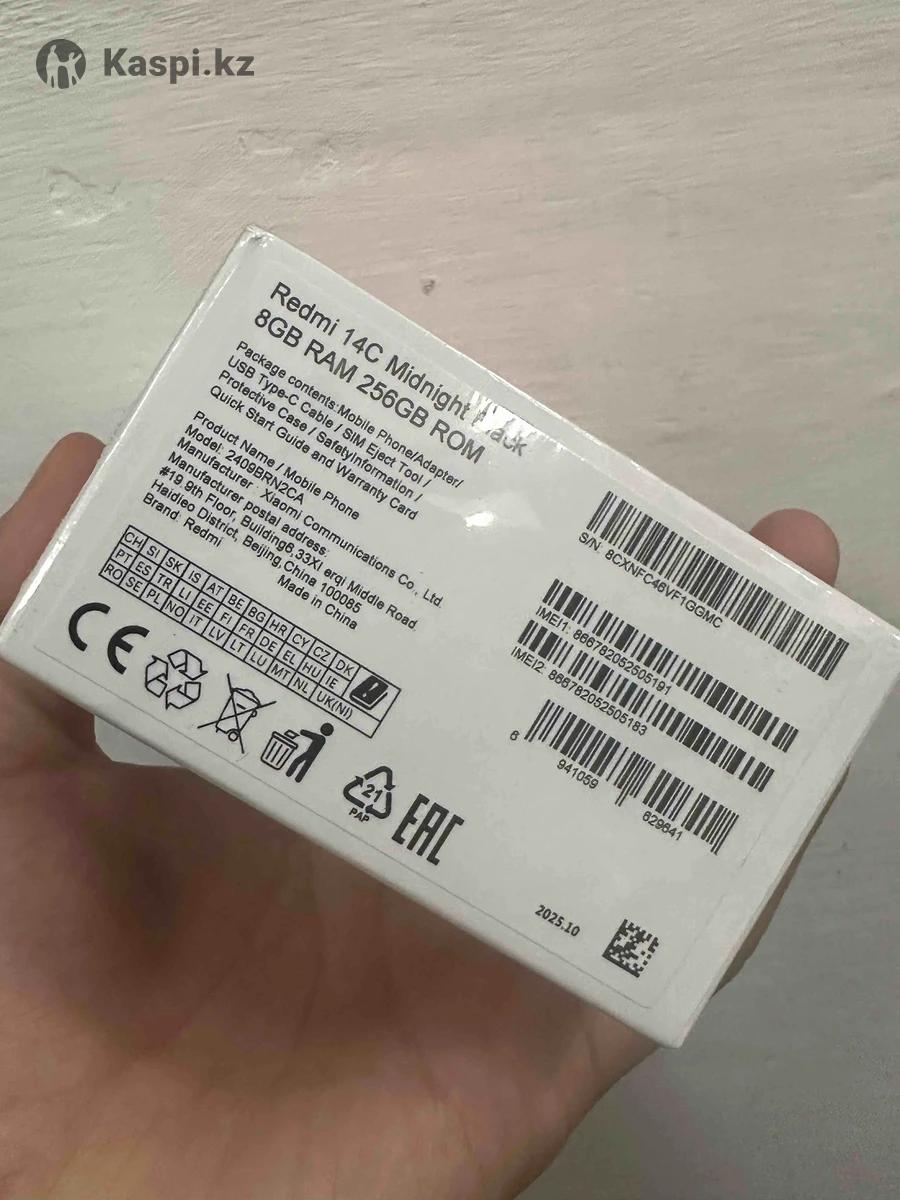 Kaspi.kz
Redmi 14C Midnight Black
8GB RAM 256GB ROM
Package contents:Mobile Phone/Adapter/
USB Type-C Cable / SIM Eject Tool /
Protective Case / SafetyInformation /
Quick Start Guide and Warranty Card
Product Name / Mobile Phone
Model: 2409BRN2CA
Manufacturer : Xiaomi Communications Co., Ltd.
Manufacturer postal address:
#19,9th Floor, Building6,33Xi erqi Middle Road,
Haidieo District, Beijing,China 100085
Brand: Redmi
Made in China
CH SI SK IS AT BE BG HR CY CZ DK
PT ES TR LI EE FI FR DE EL HU IE
RO SE PL NO IT LV LT LU MT NL UK(NI)
CE
21
PAP
EAC
S/N: 8CXNFC46VF1GGMC
IMEI1: 866782052505191
IMEI2: 866782052505183
6 941059 629641
2025.10